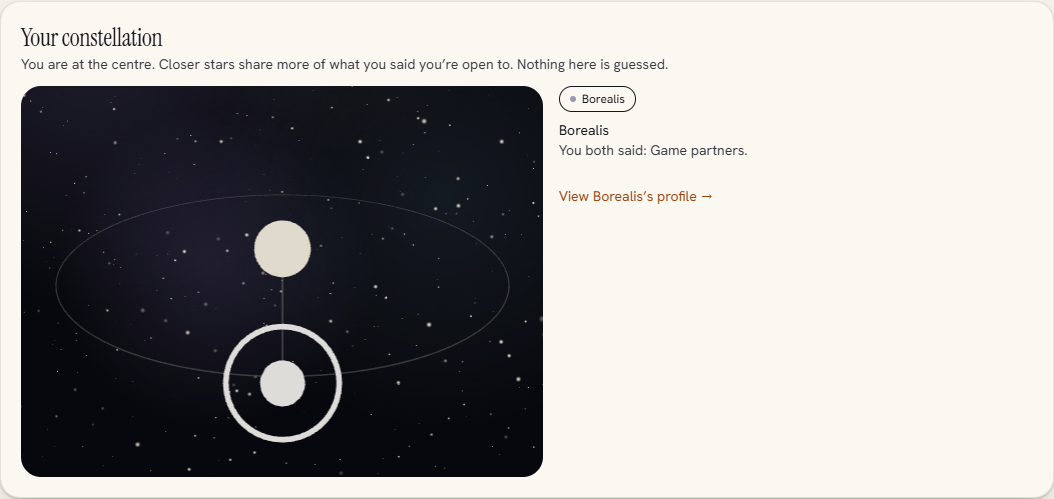 Your constellation
You are at the centre. Closer stars share more of what you said you’re open to. Nothing here is guessed.
Borealis
Borealis
You both said: Game partners.
View Borealis’s profile →